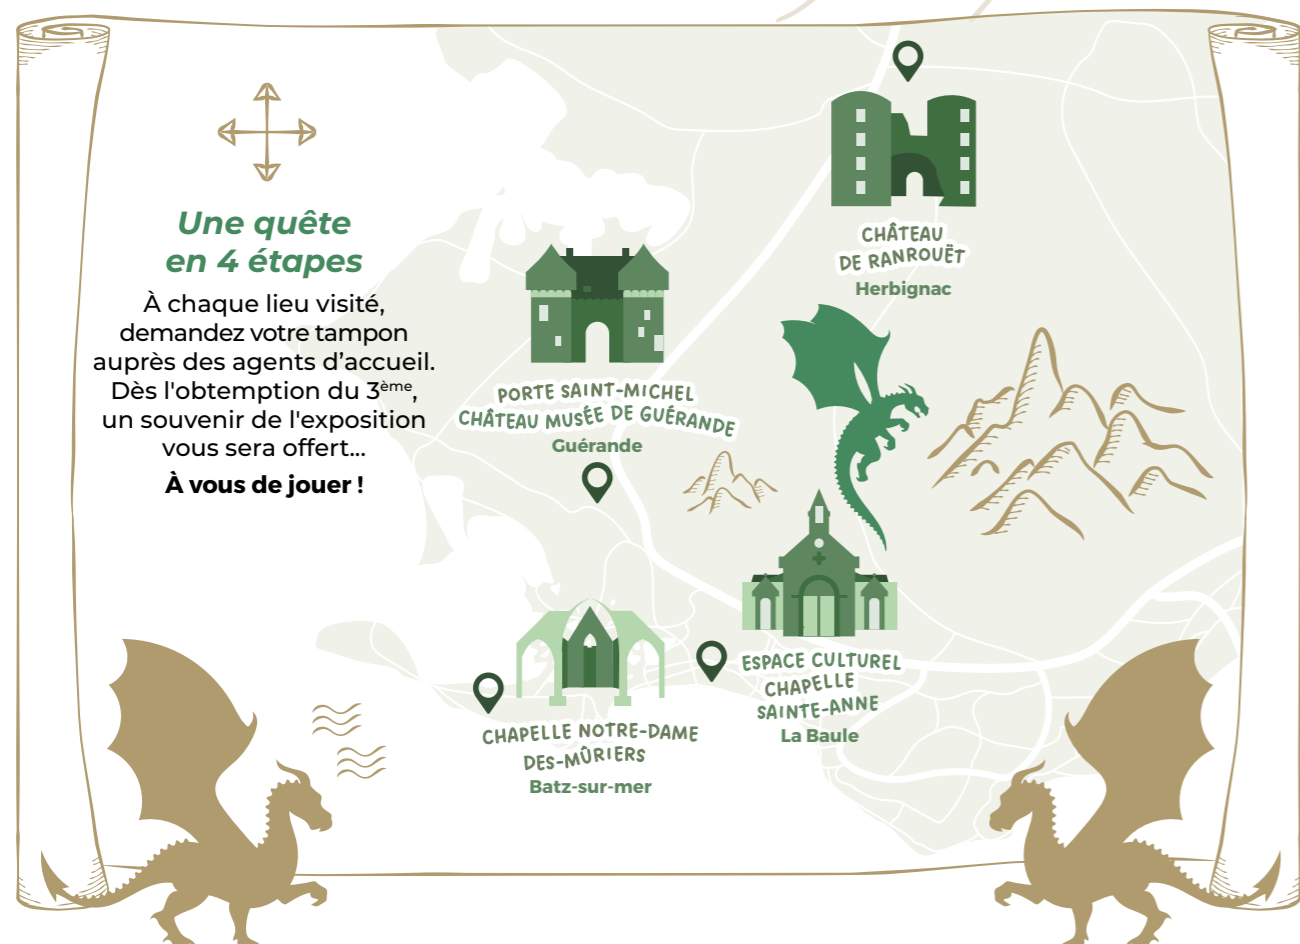 Une quête
en 4 étapes
À chaque lieu visité,
demandez votre tampon
auprès des agents d’accueil.
Dès l'obtemption du 3ème,
un souvenir de l'exposition
vous sera offert...
À vous de jouer !
CHÂTEAU
DE RANROUËT
Herbignac
PORTE SAINT-MICHEL
CHÂTEAU MUSÉE DE GUÉRANDE
Guérande
ESPACE CULTUREL
CHAPELLE
SAINTE-ANNE
La Baule
CHAPELLE NOTRE-DAME
DES-MÛRIERS
Batz-sur-mer